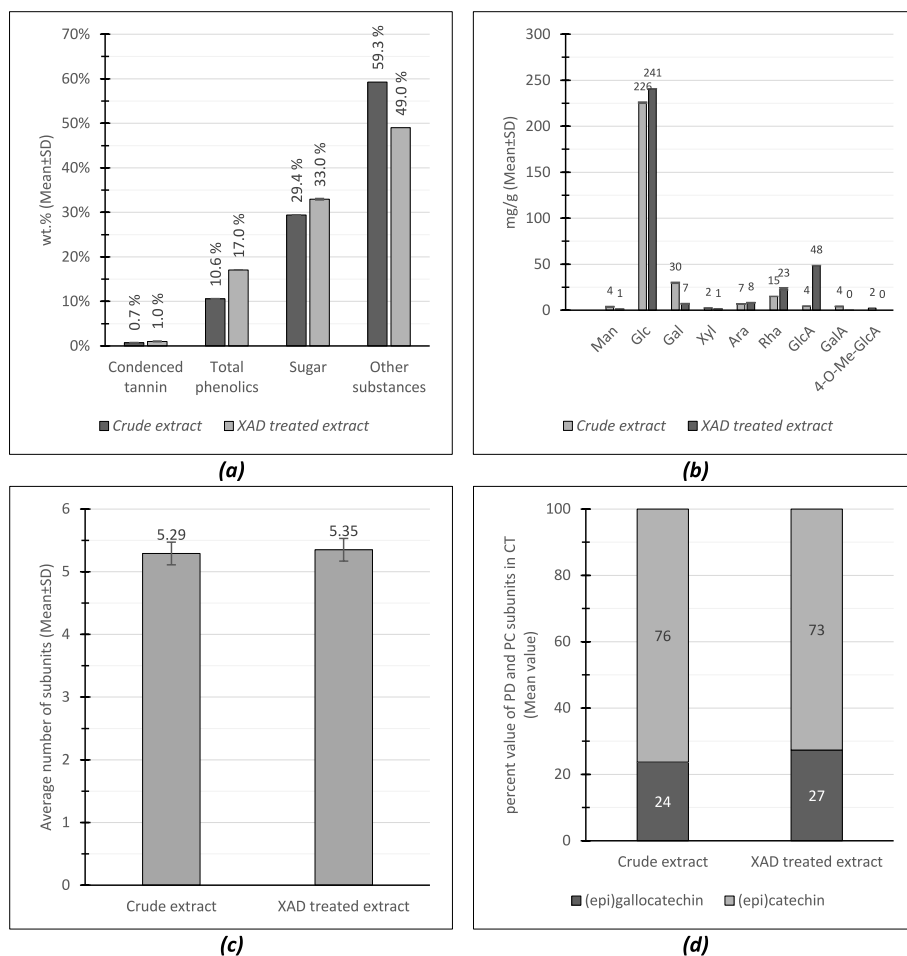 70%
60%
50%
40%
30%
20%
10%
0%
wt.% (Mean±SD)
0.7 %
1.0 %
10.6 %
17.0 %
29.4 %
33.0 %
59.3 %
49.0 %
Condenced tannin
Total phenolics
Sugar
Other substances
Crude extract
XAD treated extract
(a)
300
250
200
150
100
50
0
mg/g (Mean±SD)
4
1
226
241
30
7
2
1
7
8
15
23
4
48
4
0
2
0
Man
Glc
Gal
Xyl
Ara
Rha
GlcA
GalA
4-O-Me-GlcA
Crude extract
XAD treated extract
(b)
6
5
4
3
2
1
0
Average number of subunits (Mean±SD)
5.29
5.35
Crude extract
XAD treated extract
(c)
100
80
60
40
20
0
percent value of PD and PC subunits in CT
(Mean value)
76
73
24
27
Crude extract
XAD treated extract
(epi)gallocatechin
(epi)catechin
(d)